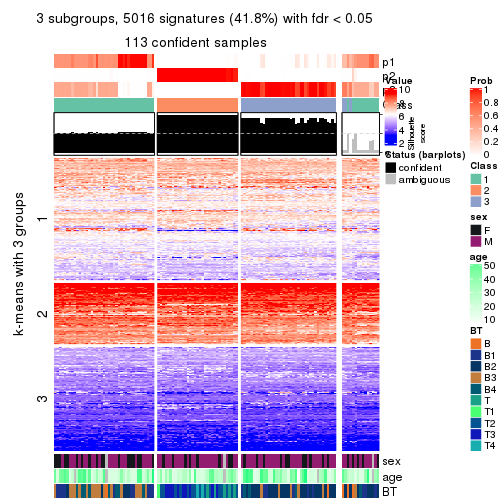 3 subgroups, 5016 signatures (41.8%) with fdr < 0.05
113 confident samples
p1
p2
Value
10
8
6
4
2
Silhouette
score
Status (barplots)
confident
ambiguous
Prob
1
0.8
0.6
0.4
0.2
0
Class
1
2
3
sex
F
M
age
50
40
30
20
10
BT
B
B1
B2
B3
B4
T
T1
T2
T3
T4
k-means with 3 groups
1
2
3
sex
age
BT